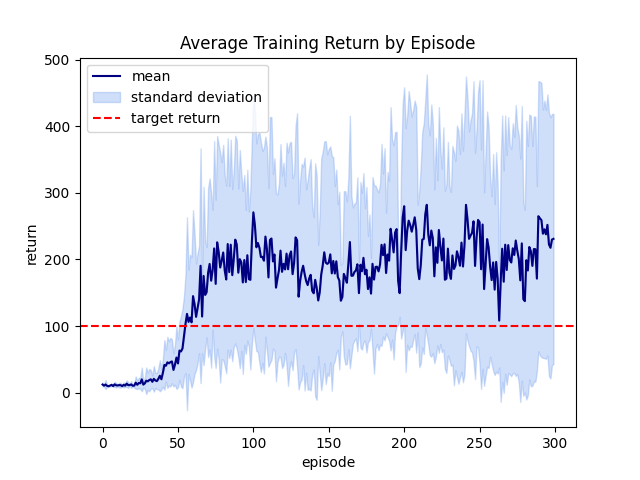 Average Training Return by Episode
mean
standard deviation
target return
500
400
300
200
100
0
return
0 50 100 150 200 250 300
episode